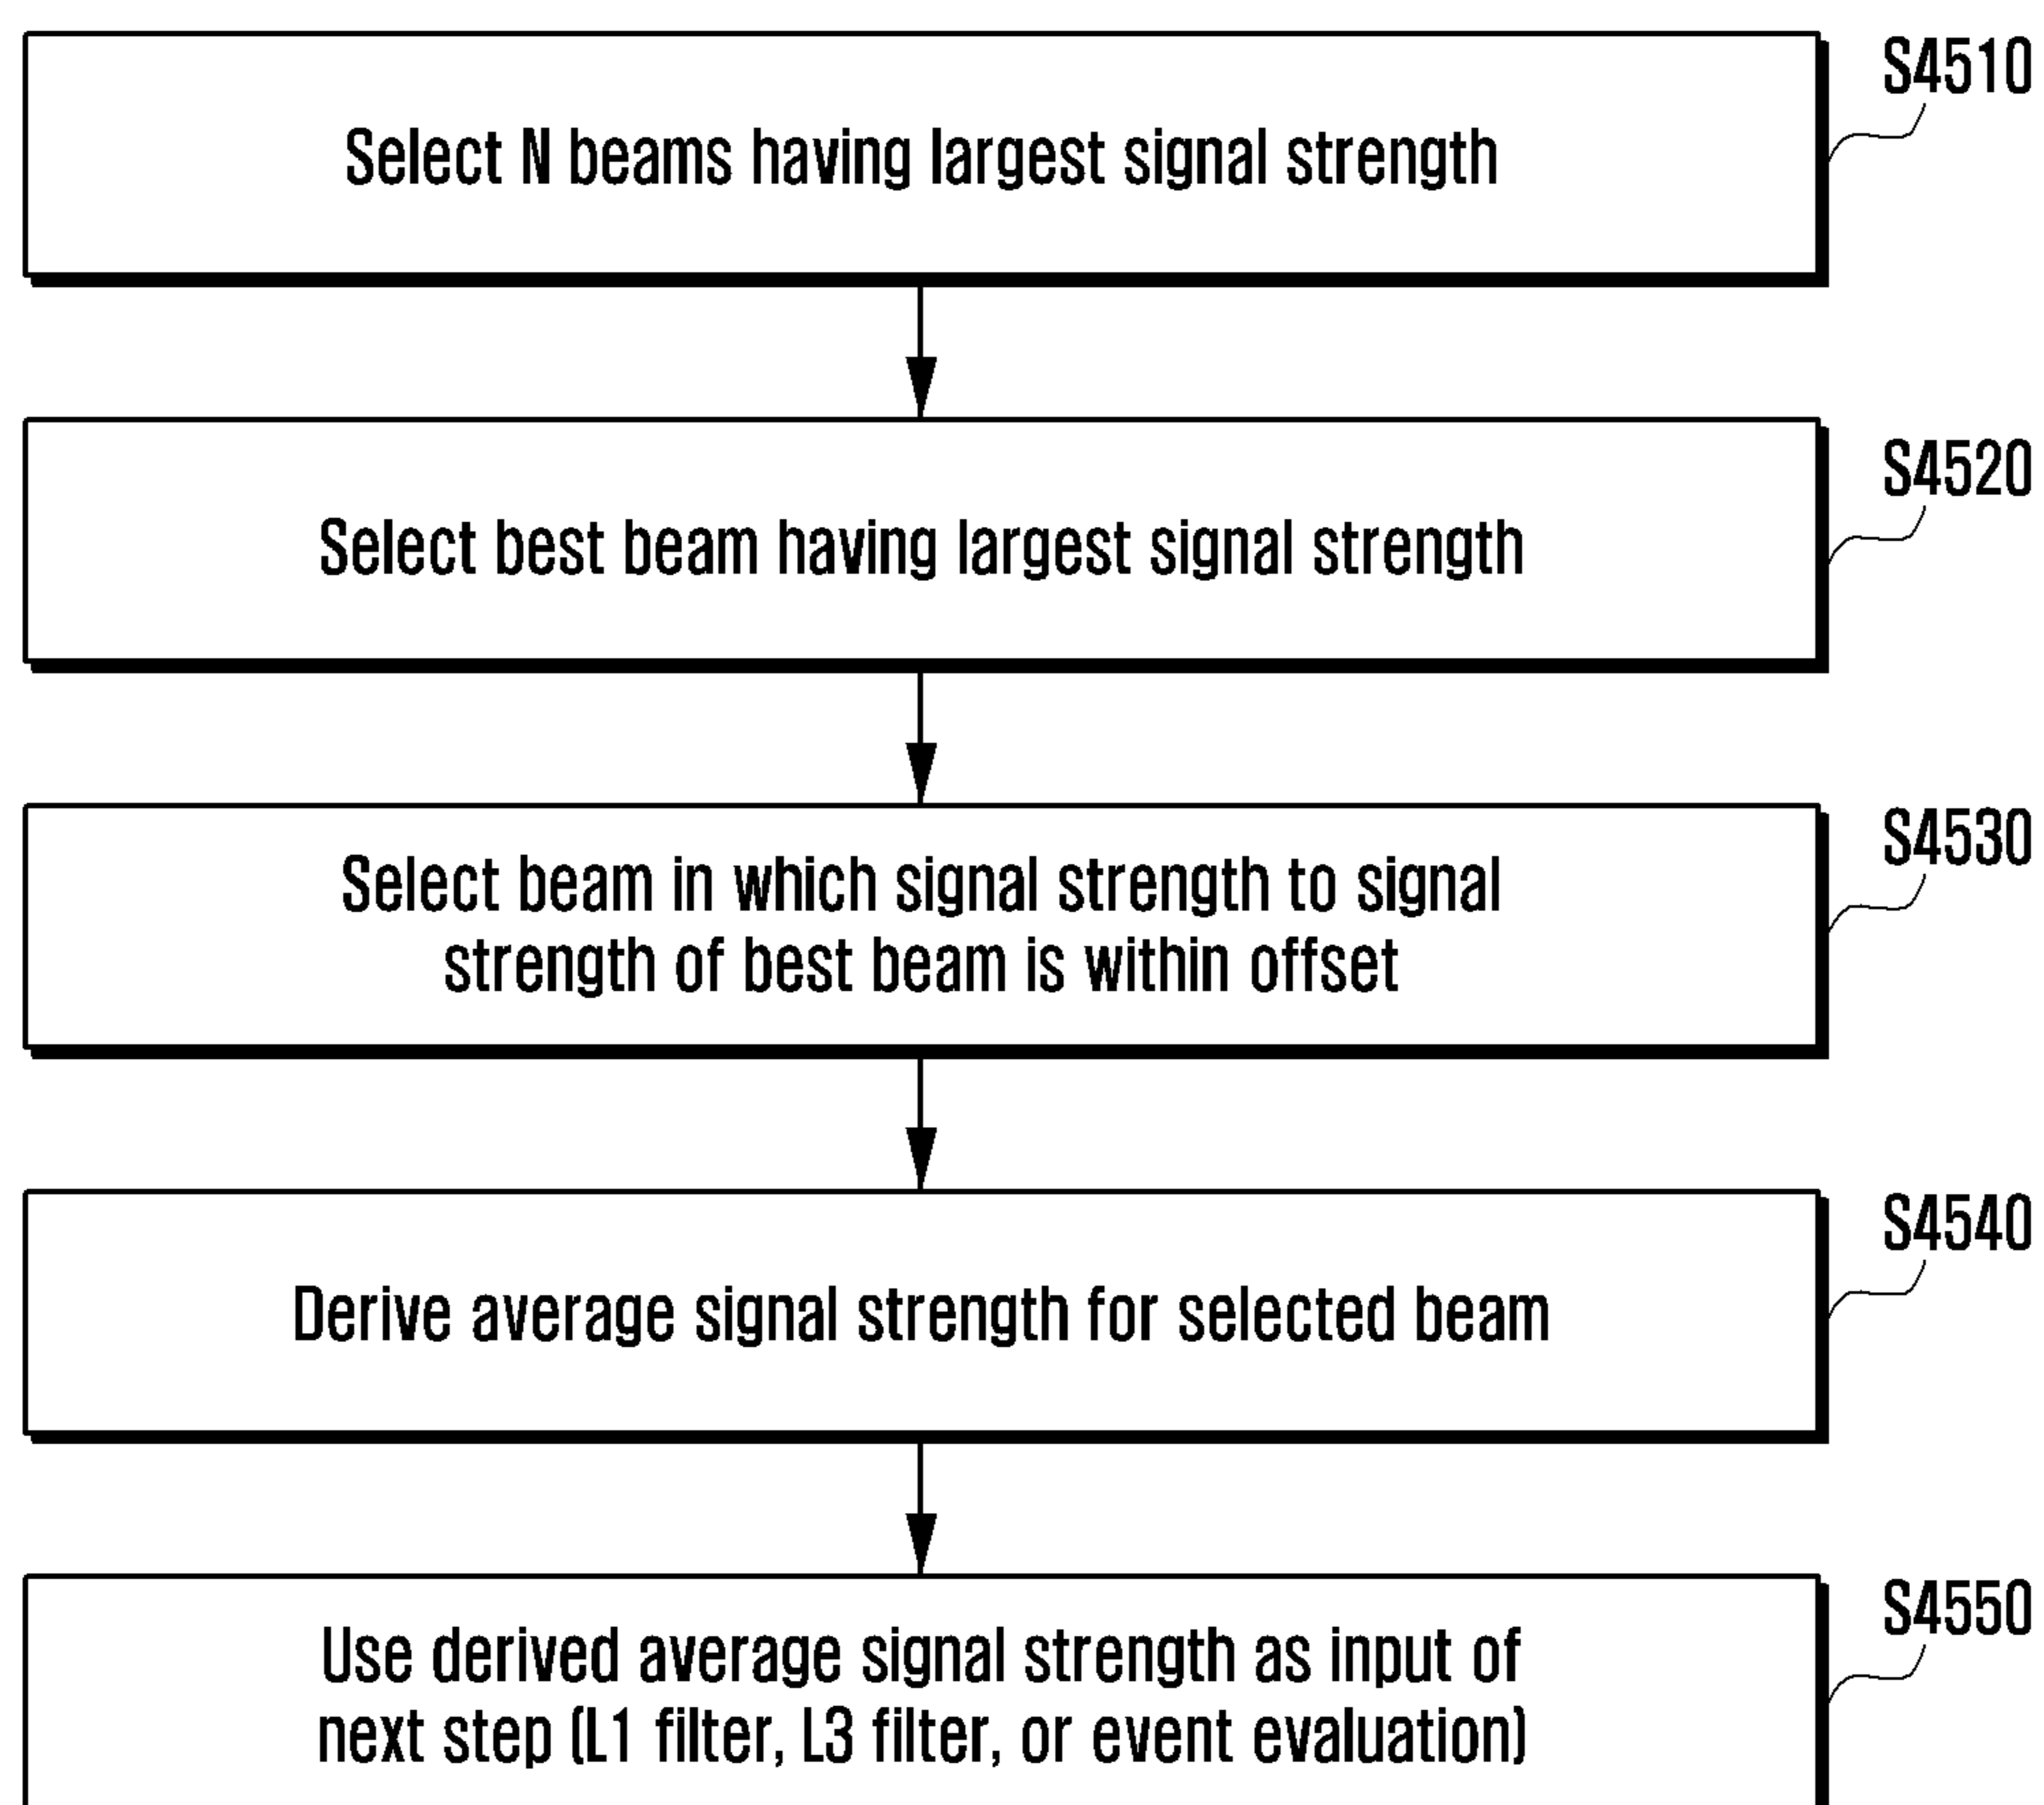 S4510
Select N beams having largest signal strength
S4520
Select best beam having largest signal strength
S4530
Select beam in which signal strength to signal
strength of best beam is within offset
S4540
Derive average signal strength for selected beam
S4550
Use derived average signal strength as input of
next step (L1 filter, L3 filter, or event evaluation)